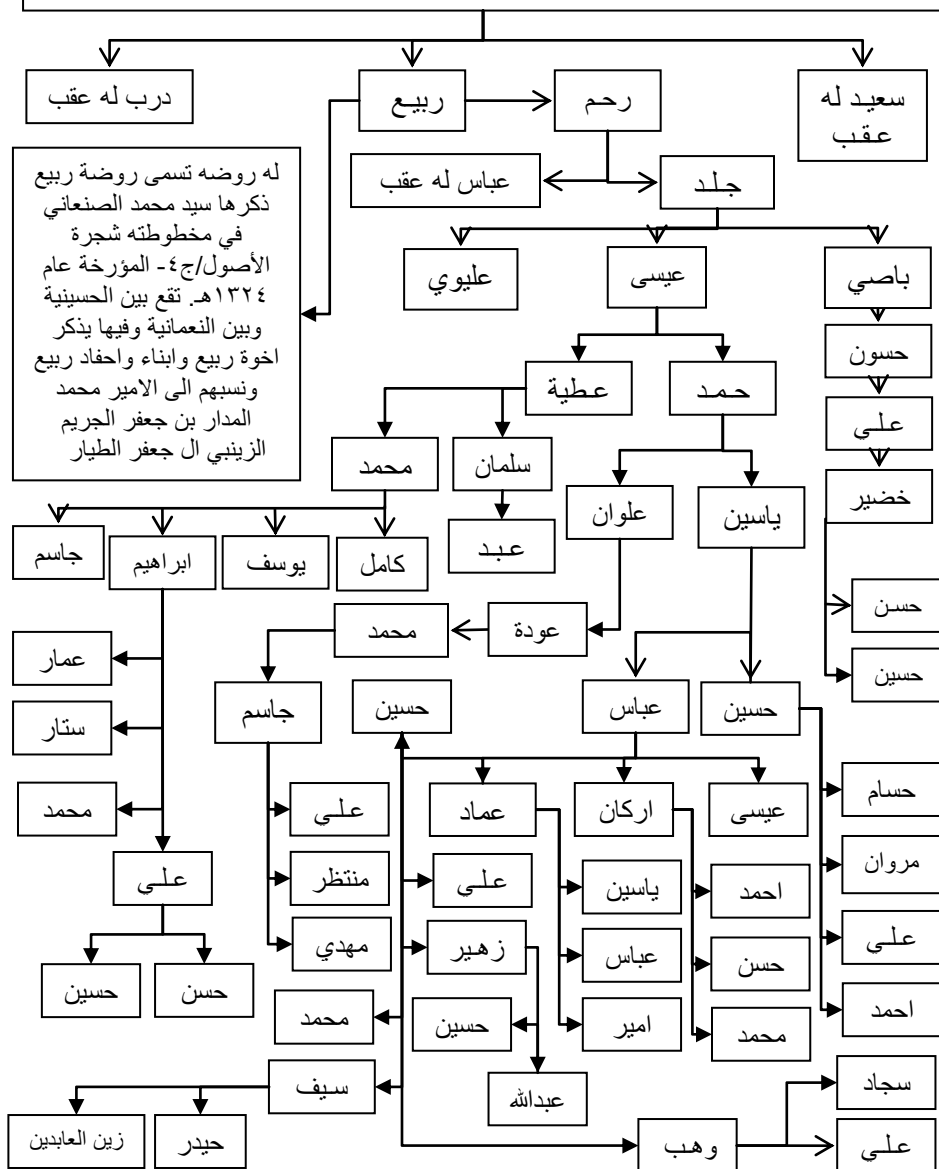 سعيد له
عقب
ربيع
رحم
درب له عقب
له روضه تسمى روضة ربيع
ذكرها سيد محمد الصنعاني
في مخطوطته شجرة
الأصول/ج٤- المؤرخة عام
١٣٢٤هـ. تقع بين الحسينية
وبين النعمانية وفيها يذكر
اخوة ربيع وابناء واحفاد ربيع
ونسبهم الى الامير محمد
المدار بن جعفر الجريم
الزينبي ال جعفر الطيار
عباس له عقب
جلد
باصي
عيسى
عليوي
حسون
حمد
عطية
علي
سلمان
محمد
خضير
ياسين
علوان
عبد
كامل
يوسف
ابراهيم
جاسم
حسن
حسين
عودة
محمد
عمار
ستار
محمد
جاسم
حسين
عباس
حسين
حسام
مروان
علي
احمد
عيسى
اركان
عماد
علي
منتظر
مهدي
علي
حسن
حسين
احمد
حسن
محمد
ياسين
عباس
امير
علي
زهير
حسين
عبدالله
محمد
سيف
حيدر
زين العابدين
وهب
سجاد
علي